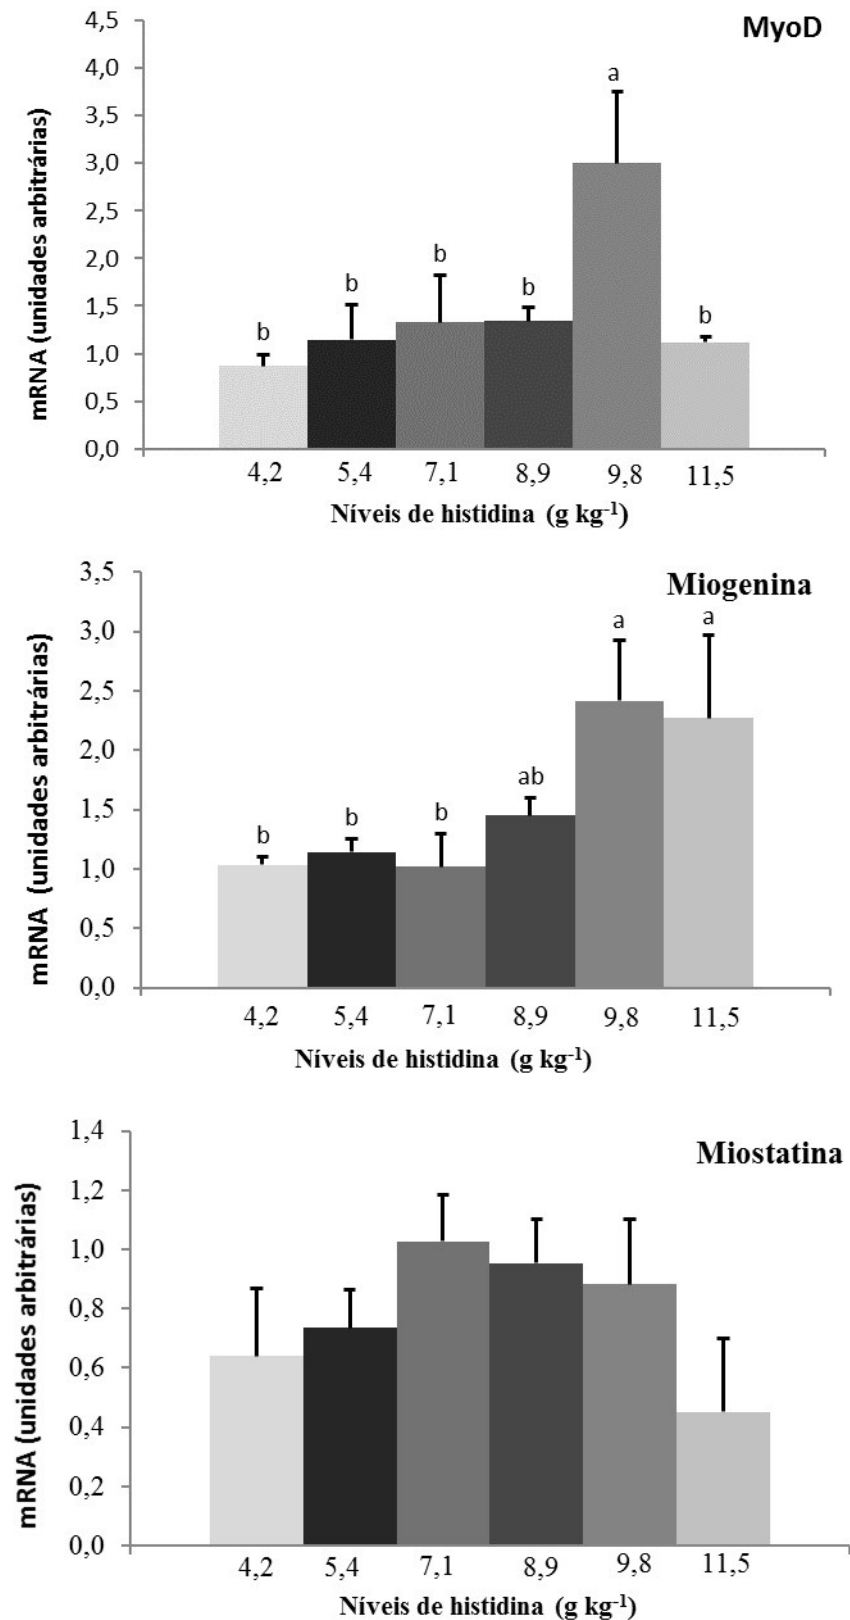 MyoD
mRNA (unidades arbitrárias)
4,5
4,0
3,5
3,0
2,5
2,0
1,5
1,0
0,5
0,0
b
b
b
b
a
b
4,2 5,4 7,1 8,9 9,8 11,5
Níveis de histidina (g kg⁻¹)
Miogenina
mRNA (unidades arbitrárias)
3,5
3,0
2,5
2,0
1,5
1,0
0,5
0,0
b
b
b
ab
a
a
4,2 5,4 7,1 8,9 9,8 11,5
Níveis de histidina (g kg⁻¹)
Miostatina
mRNA (unidades arbitrárias)
1,4
1,2
1,0
0,8
0,6
0,4
0,2
0,0
4,2 5,4 7,1 8,9 9,8 11,5
Níveis de histidina (g kg⁻¹)